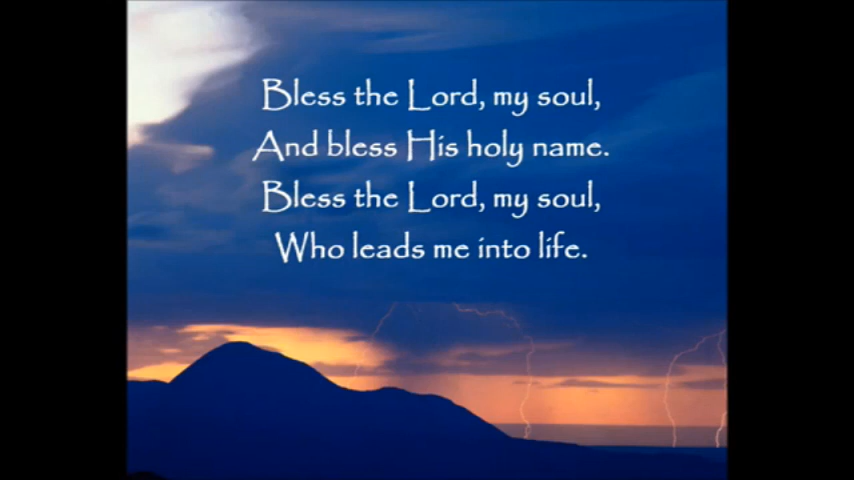 Bless the Lord, my soul,
And bless His holy name.
Bless the Lord, my soul,
Who leads me into life.